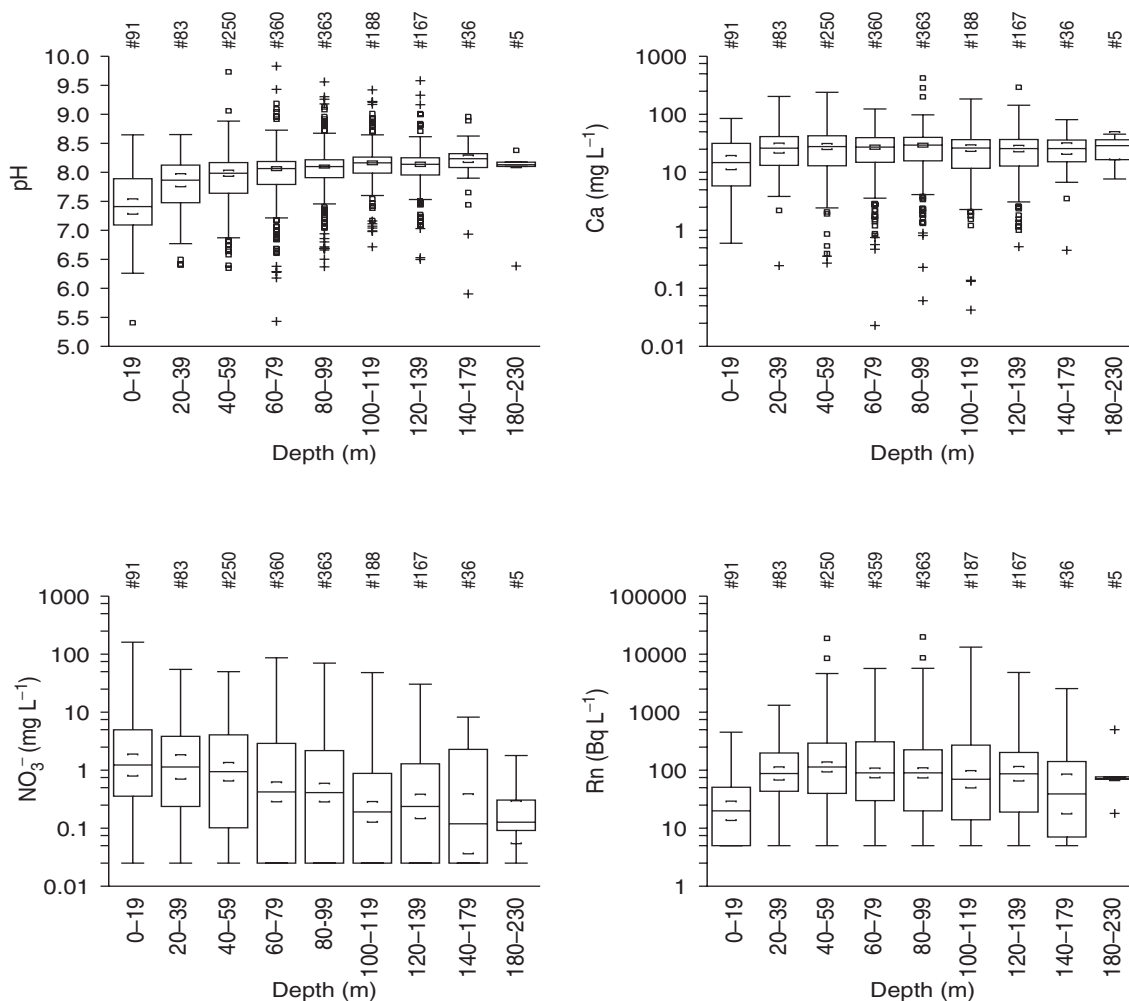 #91 #83 #250 #360 #363 #188 #167 #36 #5
10.0
9.5
9.0
8.5
8.0
7.5
7.0
6.5
6.0
5.5
5.0
pH
0–19 20–39 40–59 60–79 80–99 100–119 120–139 140–179 180–230
Depth (m)
#91 #83 #250 #360 #363 #188 #167 #36 #5
1000
100
10
1
0.1
0.01
Ca (mg L−1)
0–19 20–39 40–59 60–79 80–99 100–119 120–139 140–179 180–230
Depth (m)
#91 #83 #250 #360 #363 #188 #167 #36 #5
1000
100
10
1
0.1
0.01
NO3− (mg L−1)
0–19 20–39 40–59 60–79 80-99 100–119 120–139 140–179 180–230
Depth (m)
#91 #83 #250 #359 #363 #187 #167 #36 #5
100000
10000
1000
100
10
1
Rn (Bq L−1)
0–19 20–39 40–59 60–79 80–99 100–119 120–139 140–179 180–230
Depth (m)